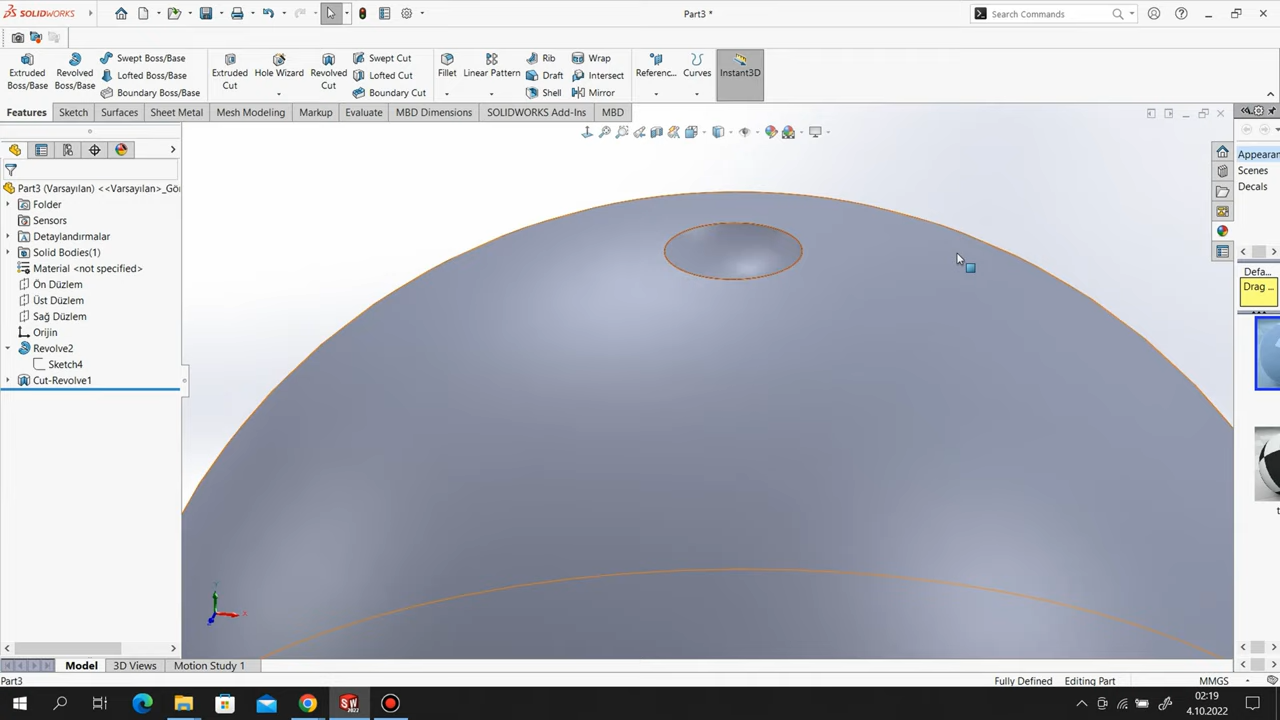 SOLIDWORKS
Part3 *
Search Commands
Extruded Boss/Base
Revolved Boss/Base
Swept Boss/Base
Lofted Boss/Base
Boundary Boss/Base
Extruded Cut
Hole Wizard
Revolved Cut
Swept Cut
Lofted Cut
Boundary Cut
Fillet
Linear Pattern
Rib
Draft
Shell
Wrap
Intersect
Mirror
Referenc...
Curves
Instant3D
Features Sketch Surfaces Sheet Metal Mesh Modeling Markup Evaluate MBD Dimensions SOLIDWORKS Add-Ins MBD
Part3 (Varsayılan) <<Varsayılan>_Gö
Folder
Sensors
Detaylandırmalar
Solid Bodies(1)
Material <not specified>
Ön Düzlem
Üst Düzlem
Sağ Düzlem
Orijin
Revolve2
Sketch4
Cut-Revolve1
Appearan
Scenes
Decals
Defa...
Drag ...
Y
X
Model 3D Views Motion Study 1
Part3 Fully Defined Editing Part MMGS
SW
2022
02:19
4.10.2022